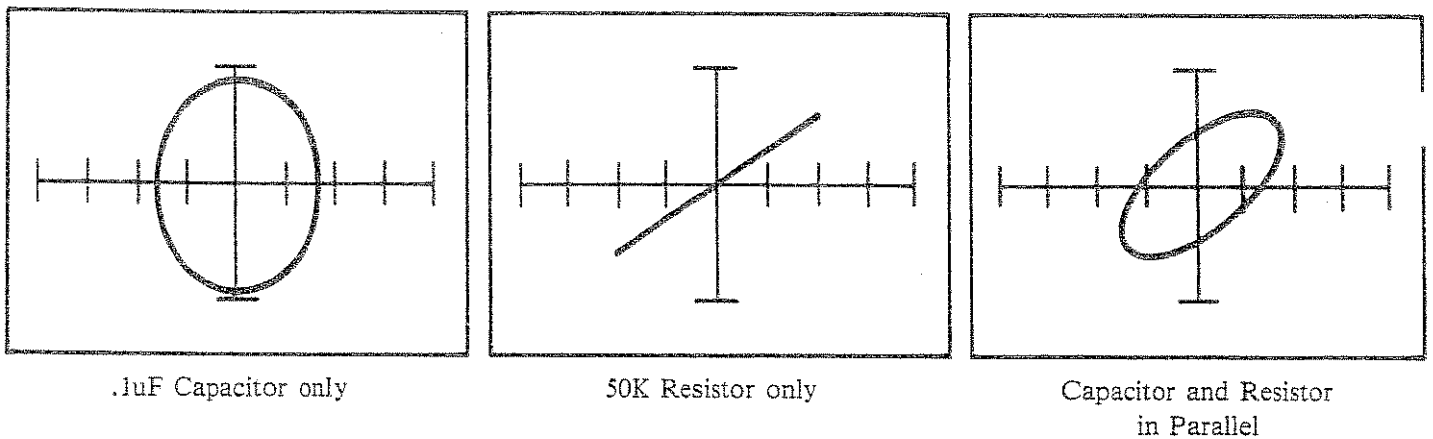 .1uF Capacitor only
50K Resistor only
Capacitor and Resistor
in Parallel